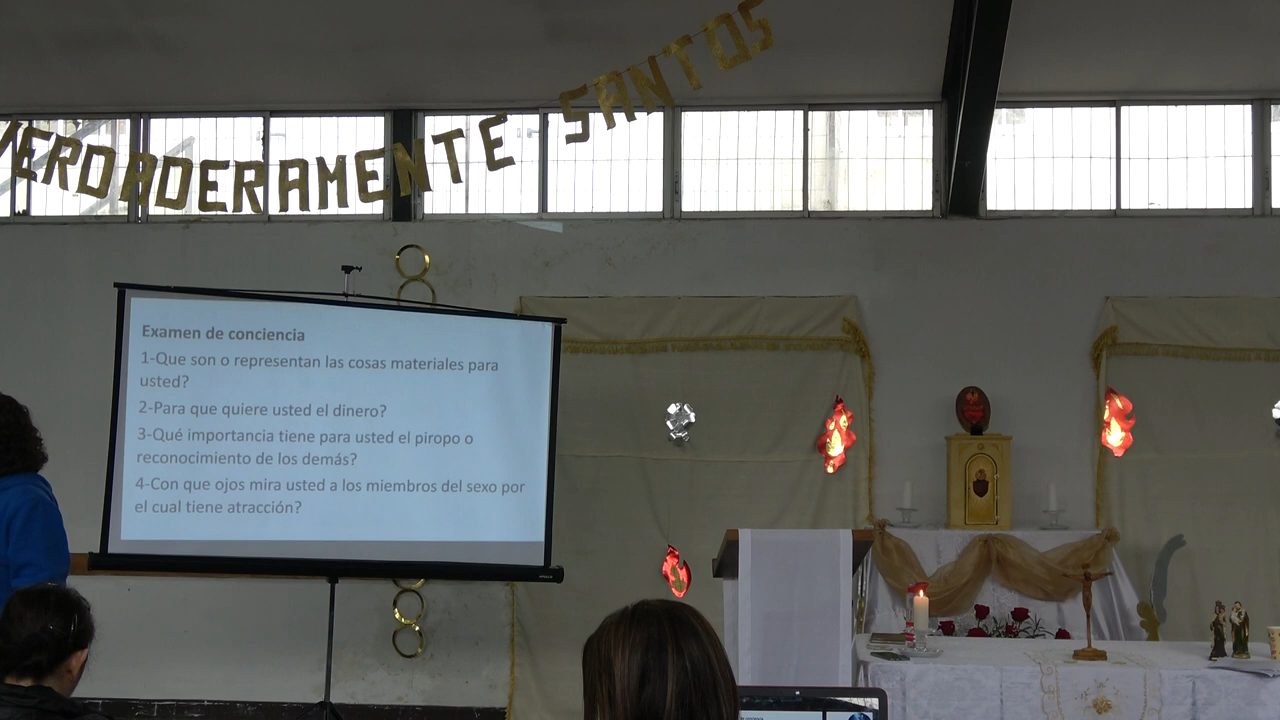 VERDADERAMENTE SANTOS
Examen de conciencia
1-Que son o representan las cosas materiales para
usted?
2-Para que quiere usted el dinero?
3-Qué importancia tiene para usted el piropo o
reconocimiento de los demás?
4-Con que ojos mira usted a los miembros del sexo por
el cual tiene atracción?